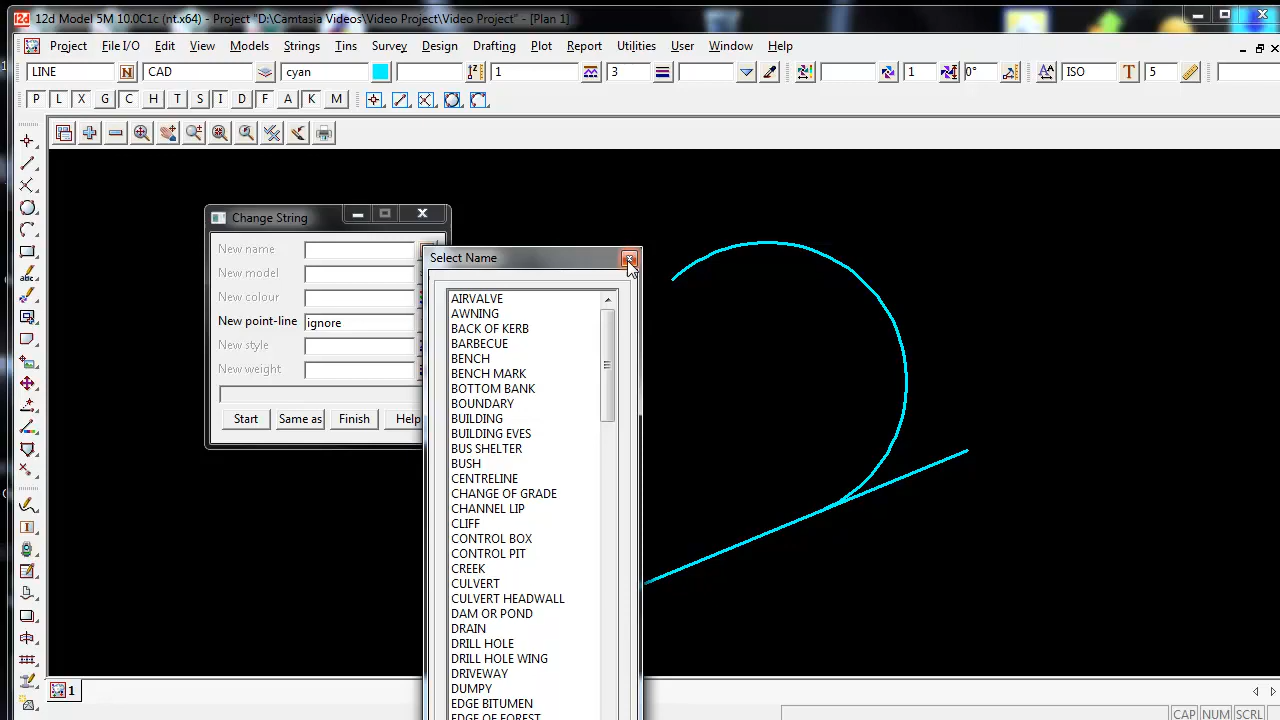 12d Model 5M 10.0C1c (nt.x64) - Project "D:\Camtasia Videos\Video Project\Video Project" - [Plan 1]
Project File I/O Edit View Models Strings Tins Survey Design Drafting Plot Report Utilities User Window Help
LINE N CAD cyan 1 3 1 0° ISO T 5
P L X G C H T S I D F A K M
Change String
New name
New model
New colour
New point-line ignore
New style
New weight
Start Same as Finish Help
Select Name
AIRVALVE
AWNING
BACK OF KERB
BARBECUE
BENCH
BENCH MARK
BOTTOM BANK
BOUNDARY
BUILDING
BUILDING EVES
BUS SHELTER
BUSH
CENTRELINE
CHANGE OF GRADE
CHANNEL LIP
CLIFF
CONTROL BOX
CONTROL PIT
CREEK
CULVERT
CULVERT HEADWALL
DAM OR POND
DRAIN
DRILL HOLE
DRILL HOLE WING
DRIVEWAY
DUMPY
EDGE BITUMEN
EDGE OF FOREST
abc
1
CAP NUM SCRL